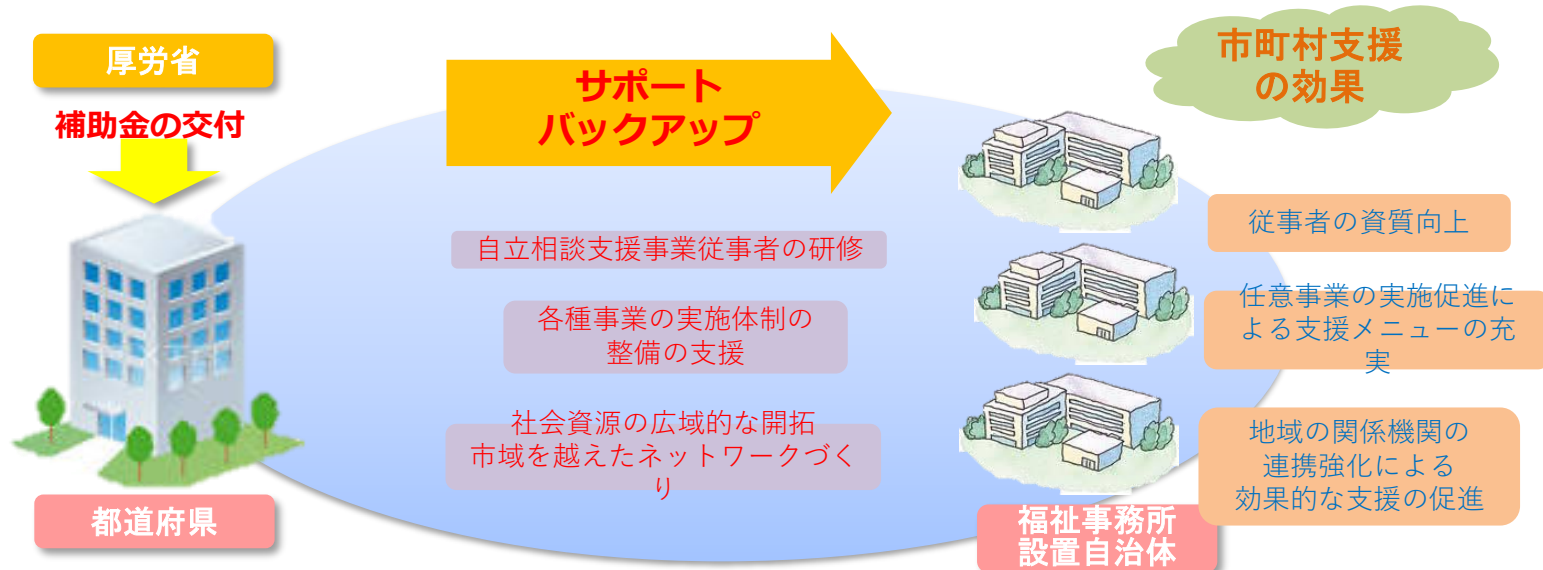 厚労省
補助金の交付
都道府県
サポート
バックアップ
自立相談支援事業従事者の研修
各種事業の実施体制の
整備の支援
社会資源の広域的な開拓
市域を越えたネットワークづく
り
福祉事務所
設置自治体
市町村支援
の効果
従事者の資質向上
任意事業の実施促進に
よる支援メニューの充
実
地域の関係機関の
連携強化による
効果的な支援の促進